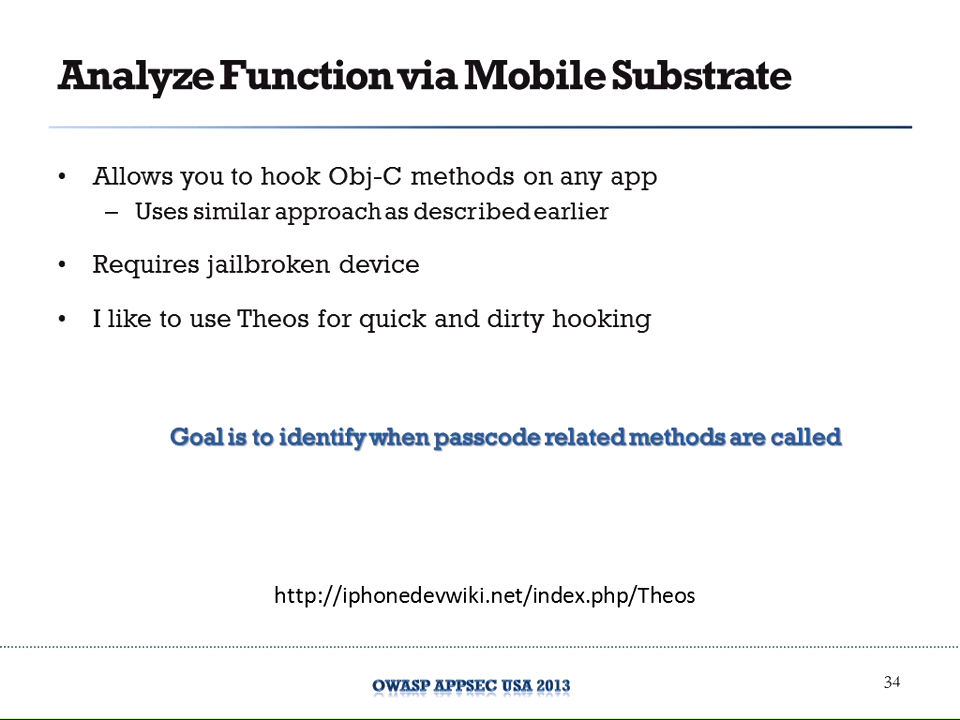 Analyze Function via Mobile Substrate
• Allows you to hook Obj-C methods on any app
– Uses similar approach as described earlier
• Requires jailbroken device
• I like to use Theos for quick and dirty hooking
Goal is to identify when passcode related methods are called
http://iphonedevwiki.net/index.php/Theos
OWASP APPSEC USA 2013
34